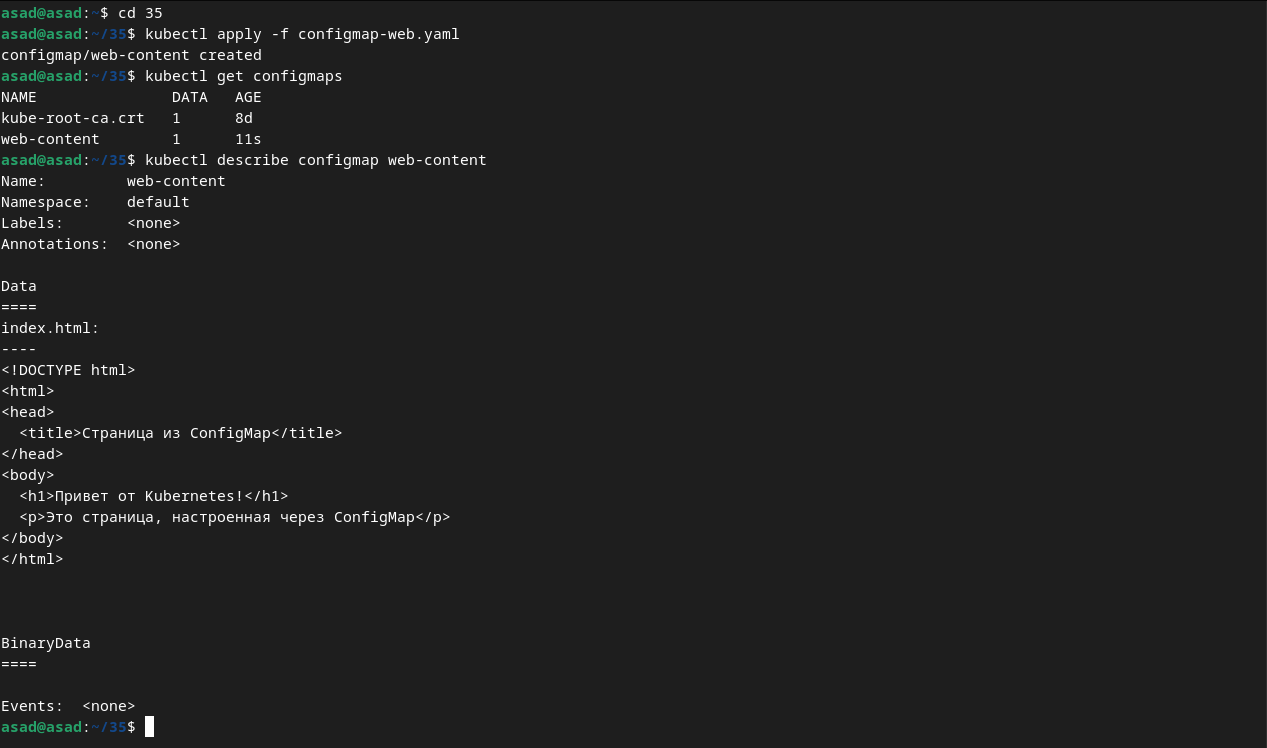 asad@asad:~$ cd 35
asad@asad:~/35$ kubectl apply -f configmap-web.yaml
configmap/web-content created
asad@asad:~/35$ kubectl get configmaps
NAME               DATA   AGE
kube-root-ca.crt   1      8d
web-content        1      11s
asad@asad:~/35$ kubectl describe configmap web-content
Name:         web-content
Namespace:    default
Labels:       <none>
Annotations:  <none>

Data
====
index.html:
----
<!DOCTYPE html>
<html>
<head>
  <title>Страница из ConfigMap</title>
</head>
<body>
  <h1>Привет от Kubernetes!</h1>
  <p>Это страница, настроенная через ConfigMap</p>
</body>
</html>

BinaryData
====

Events:  <none>
asad@asad:~/35$